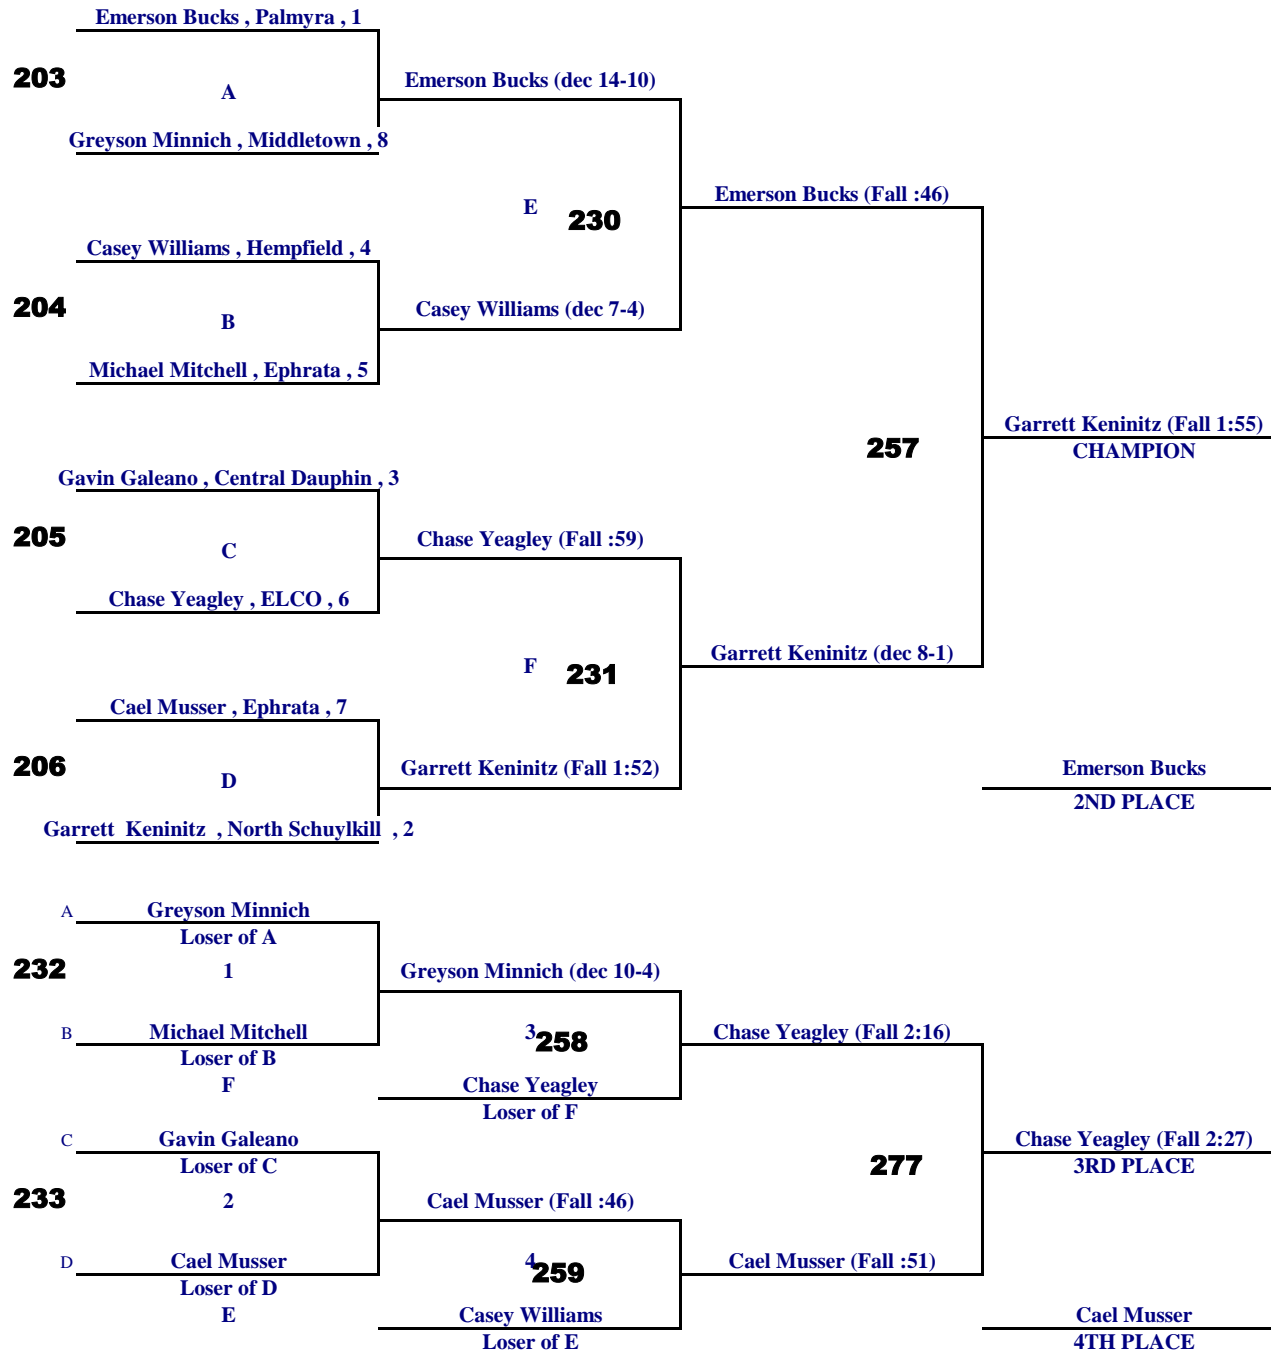 Emerson Bucks , Palmyra , 1
203
A
Emerson Bucks (dec 14-10)
Greyson Minnich , Middletown , 8
E
230
Emerson Bucks (Fall :46)
Casey Williams , Hempfield , 4
204
B
Casey Williams (dec 7-4)
Michael Mitchell , Ephrata , 5
257
Garrett Keninitz (Fall 1:55)
CHAMPION
Gavin Galeano , Central Dauphin , 3
205
C
Chase Yeagley (Fall :59)
Chase Yeagley , ELCO , 6
F
231
Garrett Keninitz (dec 8-1)
Cael Musser , Ephrata , 7
206
D
Garrett Keninitz (Fall 1:52)
Emerson Bucks
2ND PLACE
Garrett  Keninitz  , North Schuylkill  , 2
A
Greyson Minnich
Loser of A
232
1
Greyson Minnich (dec 10-4)
B
Michael Mitchell
Loser of B
3
258
Chase Yeagley (Fall 2:16)
F
Chase Yeagley
Loser of F
C
Gavin Galeano
Loser of C
277
Chase Yeagley (Fall 2:27)
3RD PLACE
233
2
Cael Musser (Fall :46)
D
Cael Musser
Loser of D
4
259
Cael Musser (Fall :51)
E
Casey Williams
Loser of E
Cael Musser
4TH PLACE